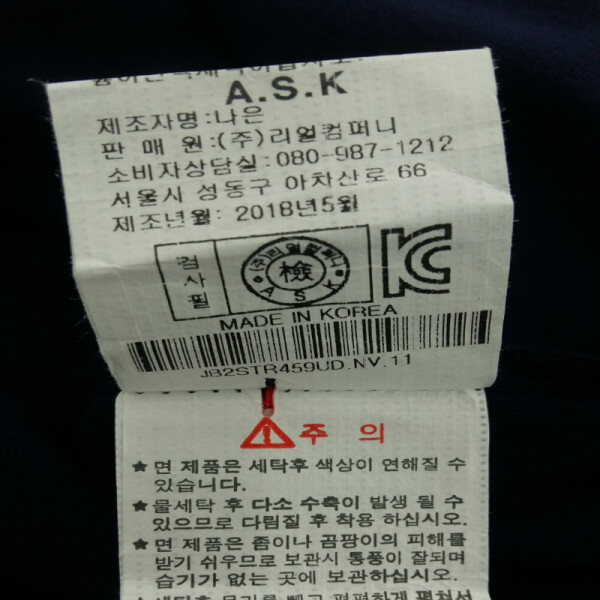 A.S.K
제조자명:나은
판 매 원:(주)리얼컴퍼니
소비자상담실:080-987-1212
서울시 성동구 아차산로 66
제조년월: 2018년5월
검사필
(주)리얼컴퍼니
檢
A S K
KC
MADE IN KOREA
JB2STR459UD.NV.11
주 의
★면 제품은 세탁후 색상이 연해질 수
있습니다.
★물세탁 후 다소 수축이 발생 될 수
있으므로 다림질 후 착용 하십시오.
★면 제품은 좀이나 곰팡이의 피해를
받기 쉬우므로 보관시 통풍이 잘되며
습기가 없는 곳에 보관하십시오.